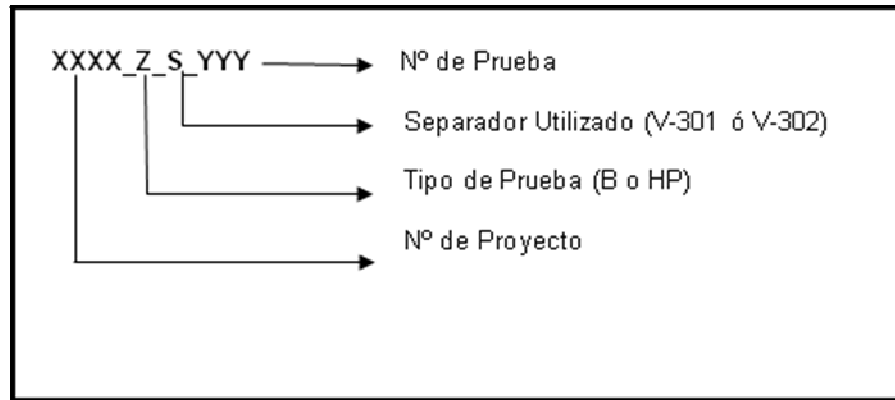 XXXX_Z_S_YYY Nº de Prueba
Separador Utilizado (V-301 ó V-302)
Tipo de Prueba (B o HP)
Nº de Proyecto